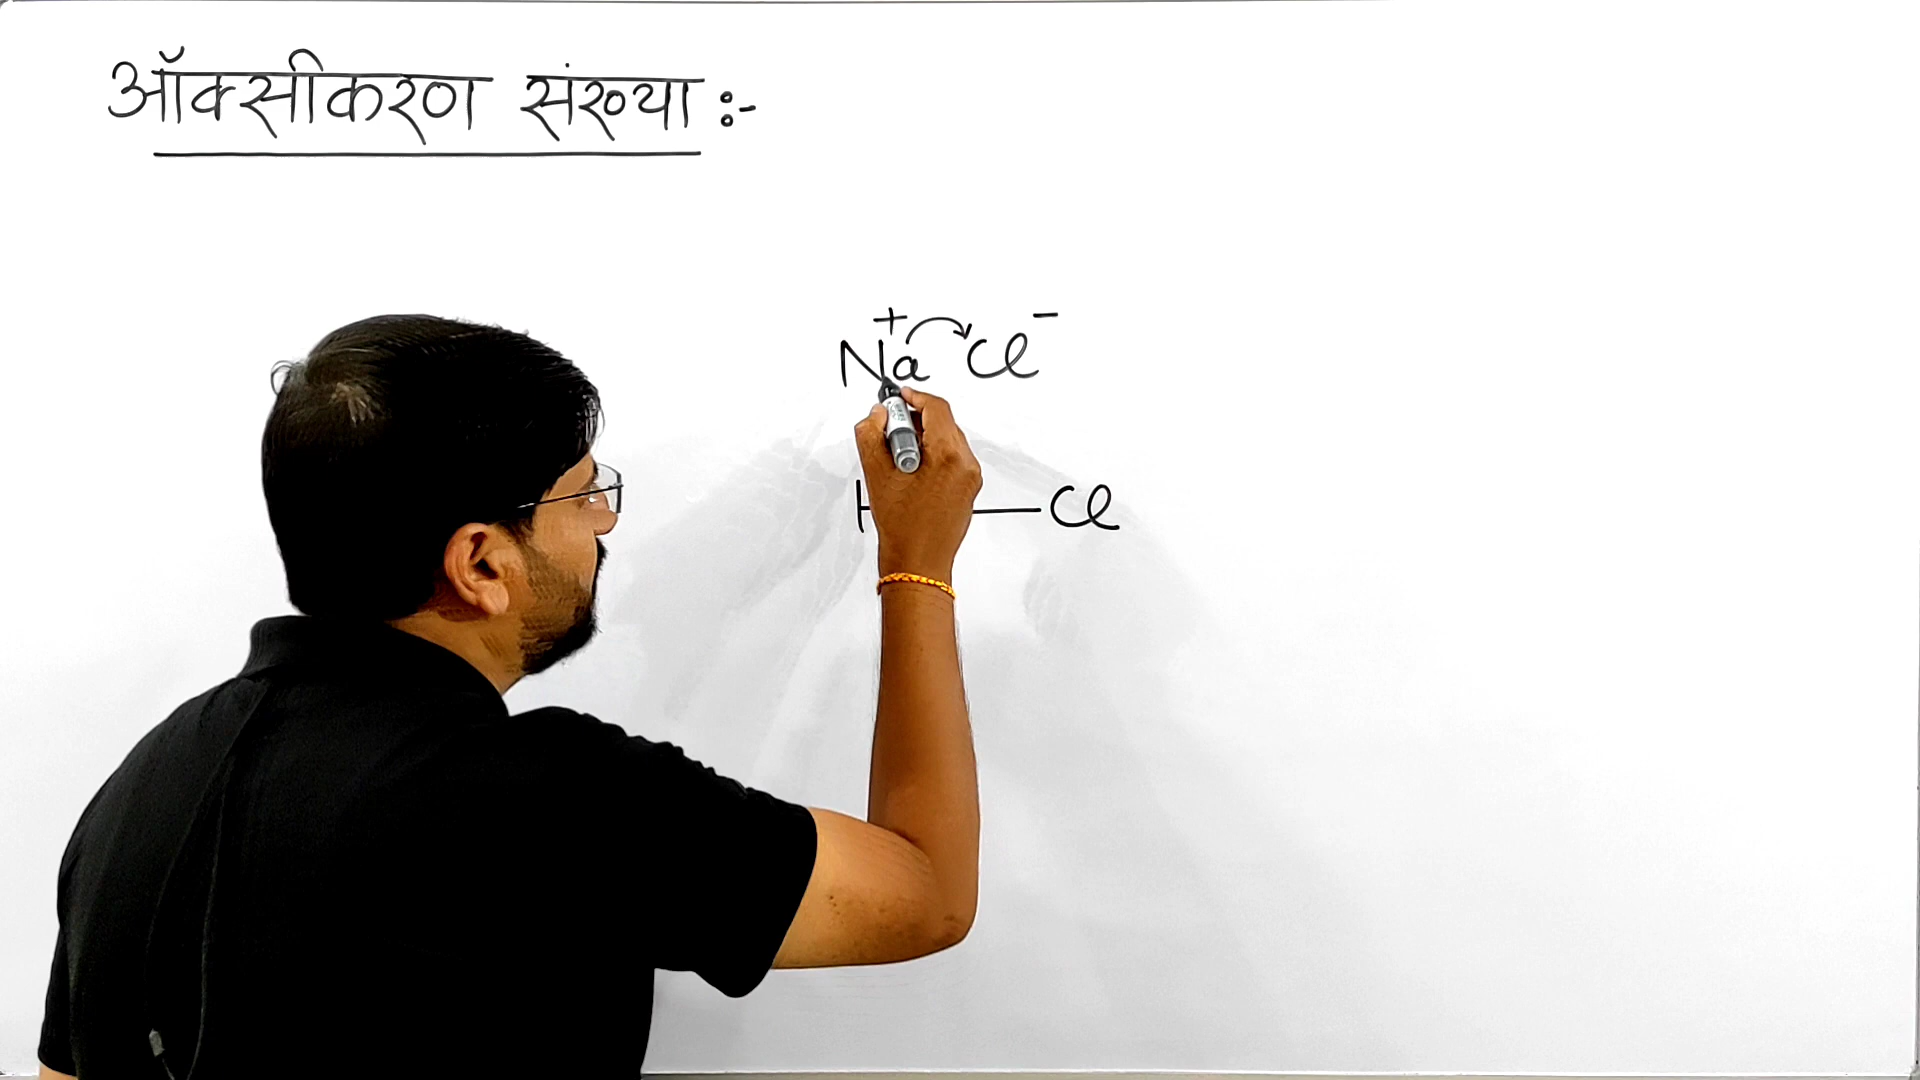 ऑक्सीकरण संख्या :-
Na⁺ Cl⁻
H — Cl